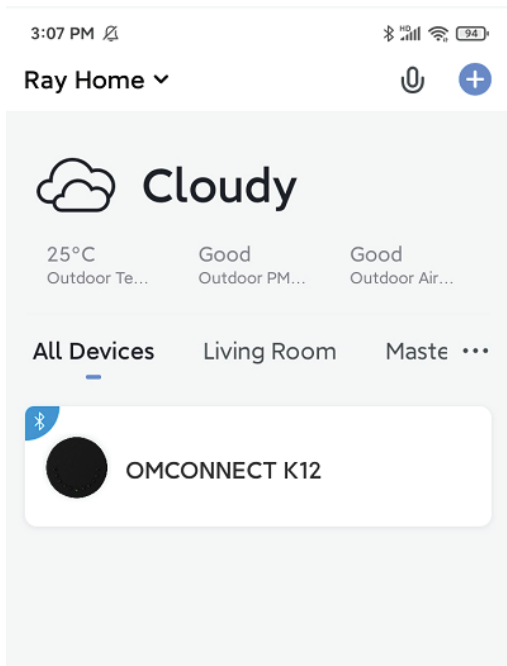 3:07 PM HD 94
Ray Home
Cloudy
25°C Good Good
Outdoor Te... Outdoor PM... Outdoor Air...
All Devices Living Room Maste ...
OMCONNECT K12